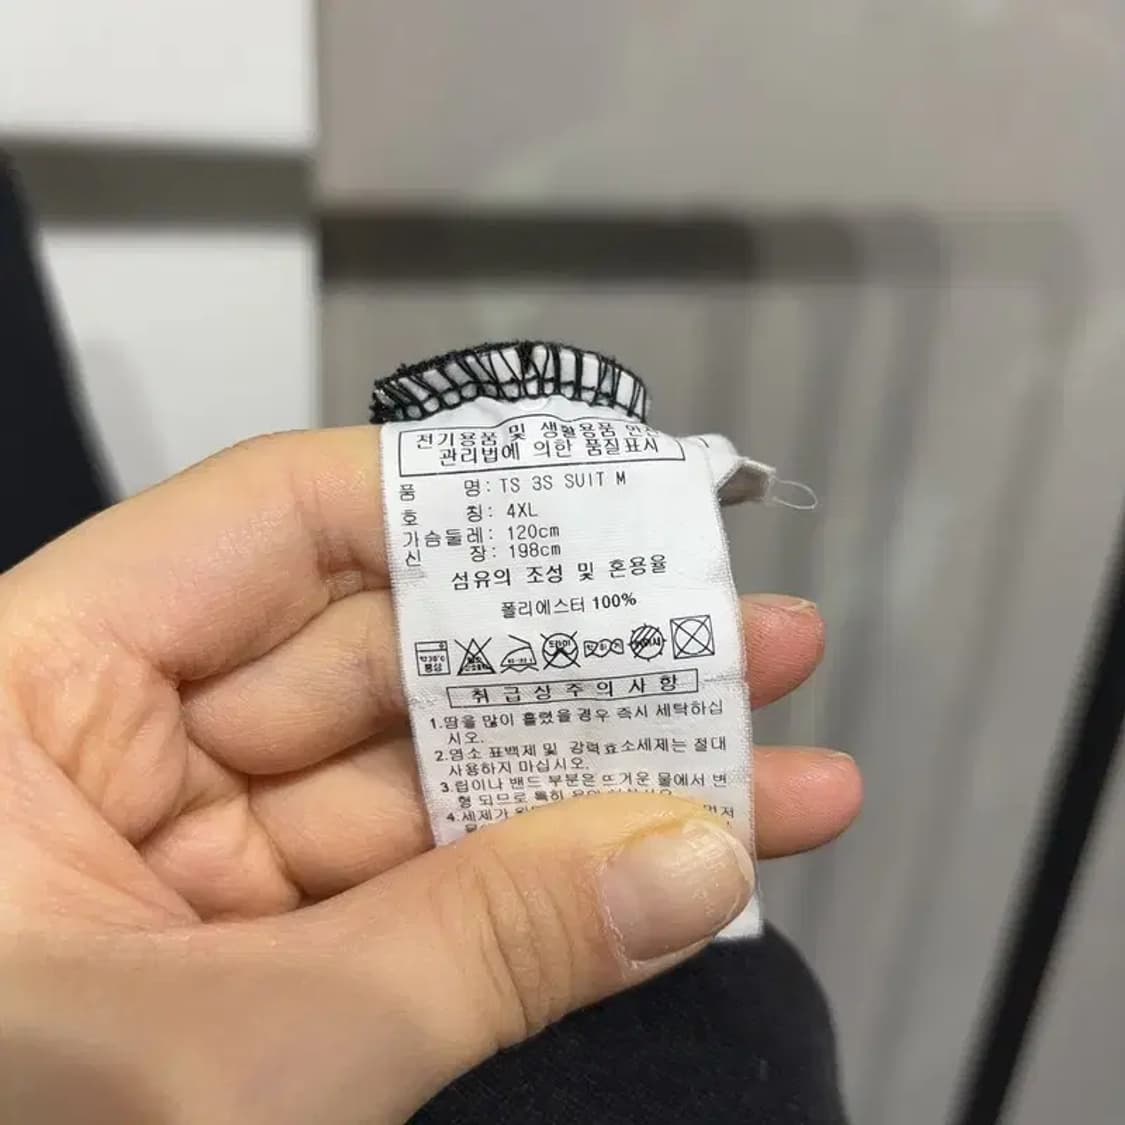 전기용품 및 생활용품 안전
관리법에 의한 품질표시
품 명: TS 3S SUIT M
호 칭: 4XL
가슴둘레: 120cm
신 장: 198cm
섬유의 조성 및 혼용율
폴리에스터 100%
취급상주의사항
1.땀을 많이 흘렸을 경우 즉시 세탁하십
시오.
2.염소 표백제 및 강력효소세제는 절대
사용하지 마십시오.
3.립이나 밴드 부분은 뜨거운 물에서 변
형 되므로 특히
4.세제가